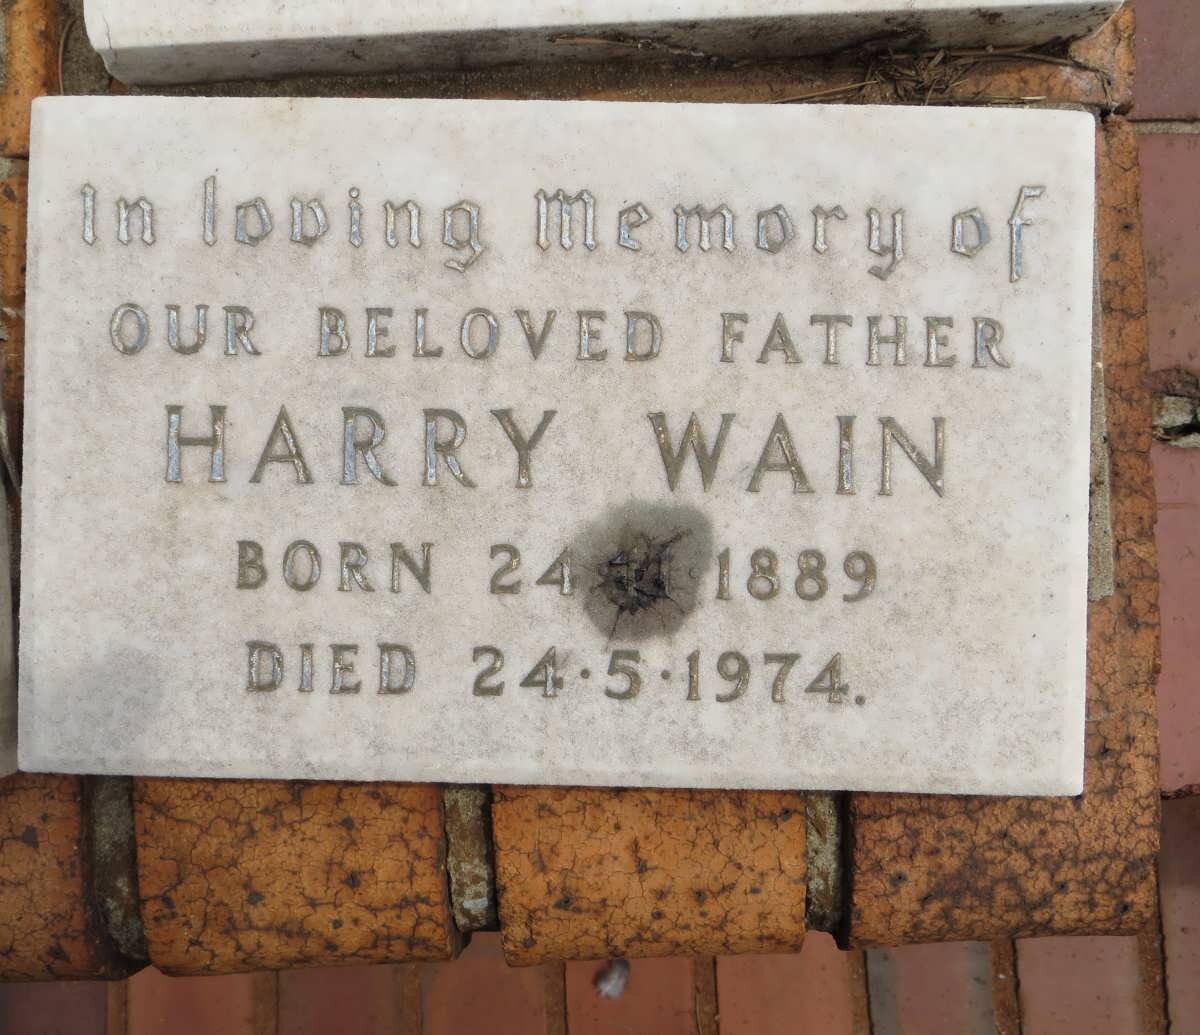 In loving Memory of
OUR BELOVED FATHER
HARRY WAIN
BORN 24 1889
DIED 24·5·1974.